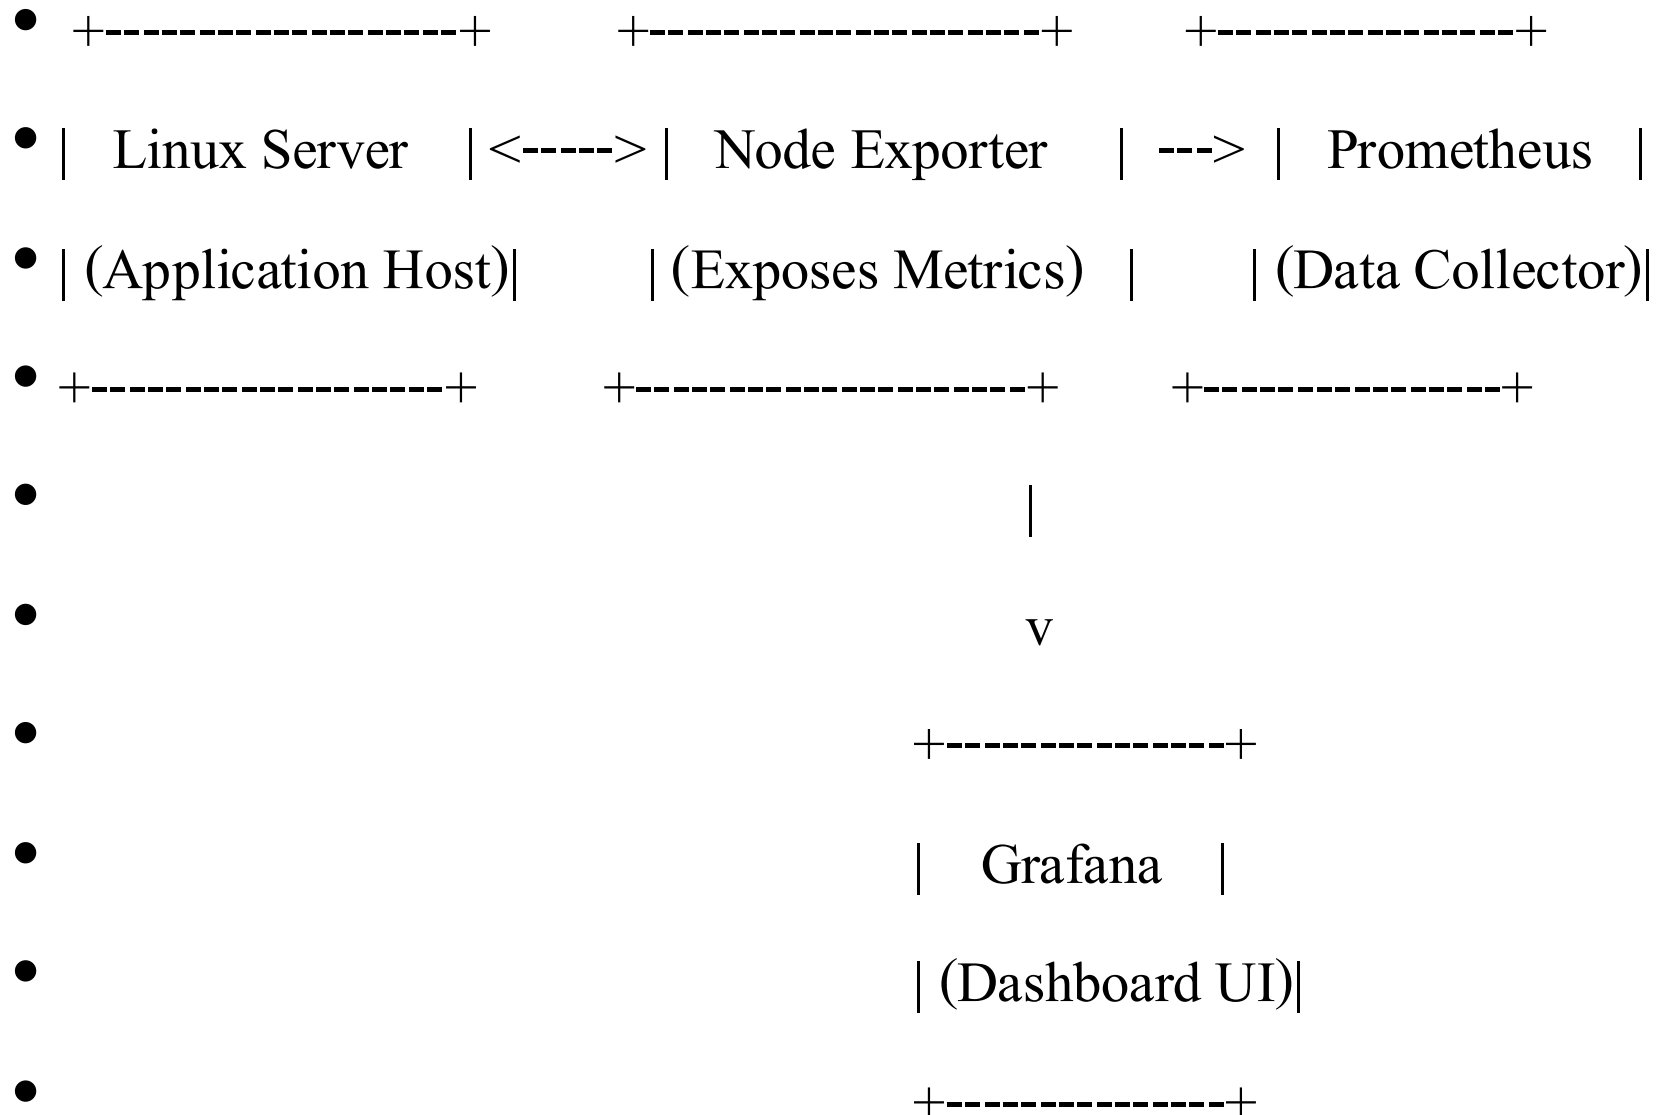 • +-------------------+ +---------------------+ +----------------+
• | Linux Server | <-----> | Node Exporter | ---> | Prometheus |
• | (Application Host)| | (Exposes Metrics) | | (Data Collector)|
• +-------------------+ +---------------------+ +----------------+
• |
• v
• +---------------+
• | Grafana |
• | (Dashboard UI)|
• +---------------+